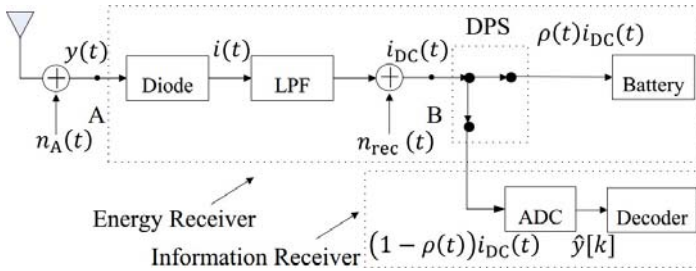 DPS
y(t)
i(t)
i_DC(t)
ρ(t)i_DC(t)
Diode
LPF
Battery
A
B
n_A(t)
n_rec (t)
Energy Receiver
ADC
Decoder
Information Receiver
(1 − ρ(t))i_DC(t)
ŷ[k]